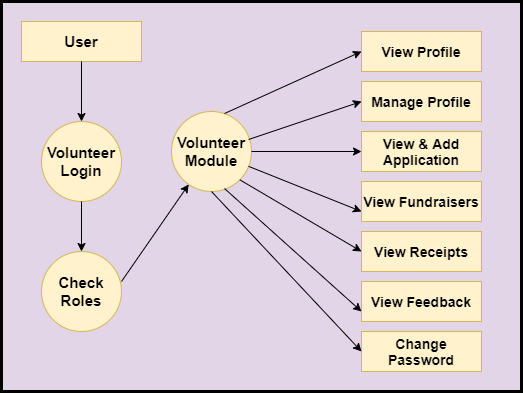 User
Volunteer
Login
Check
Roles
Volunteer
Module
View Profile
Manage Profile
View & Add
Application
View Fundraisers
View Receipts
View Feedback
Change
Password